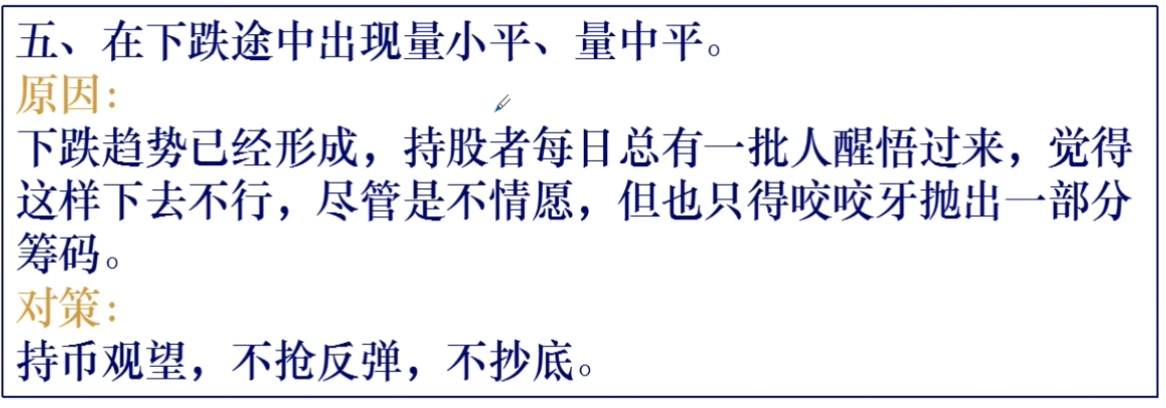 五、在下跌途中出现量小平、量中平。
原因：
下跌趋势已经形成，持股者每日总有一批人醒悟过来，觉得
这样下去不行，尽管是不情愿，但也只得咬咬牙抛出一部分
筹码。
对策：
持币观望，不抢反弹，不抄底。